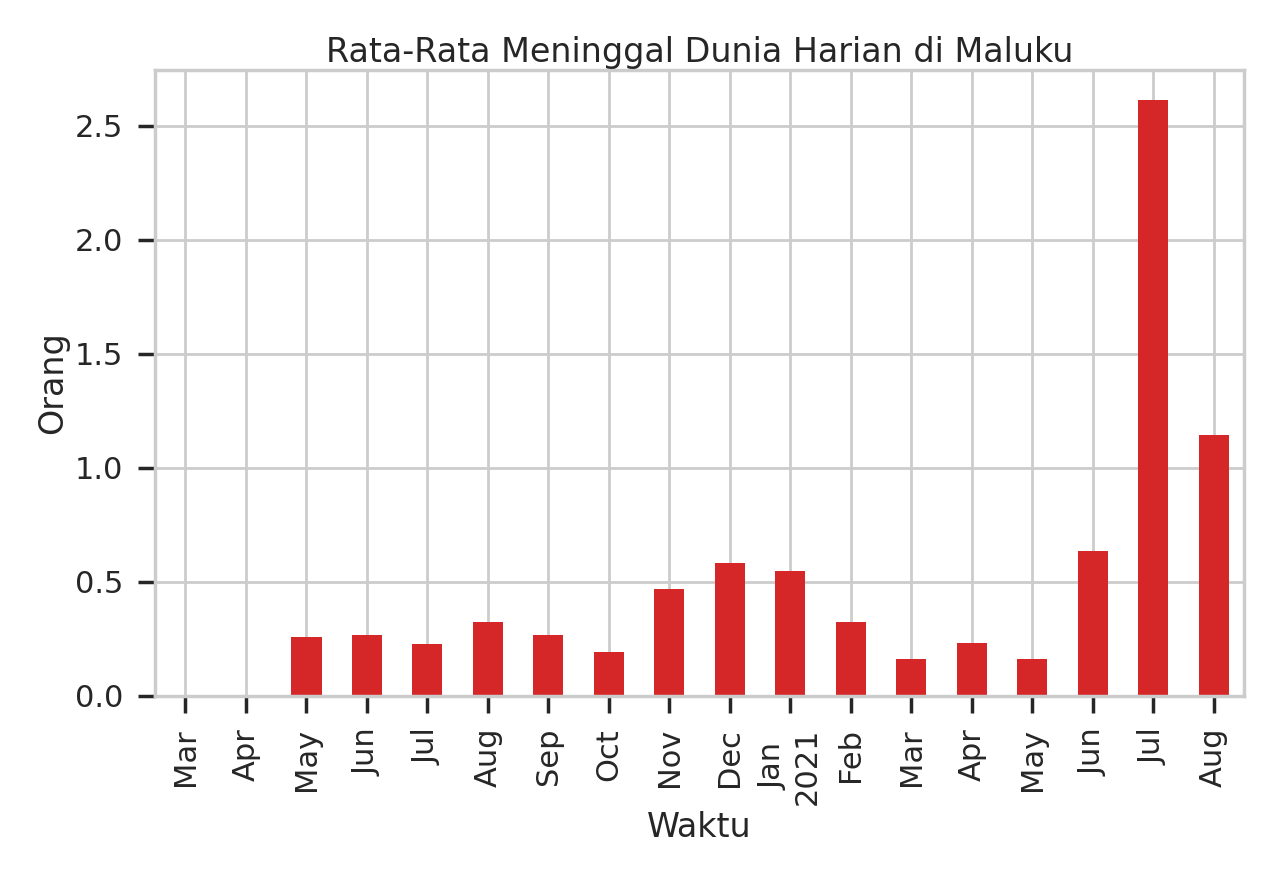 Rata-Rata Meninggal Dunia Harian di Maluku
Orang
2.5
2.0
1.5
1.0
0.5
0.0
Mar
Apr
May
Jun
Jul
Aug
Sep
Oct
Nov
Dec
Jan
2021
Feb
Mar
Apr
May
Jun
Jul
Aug
Waktu